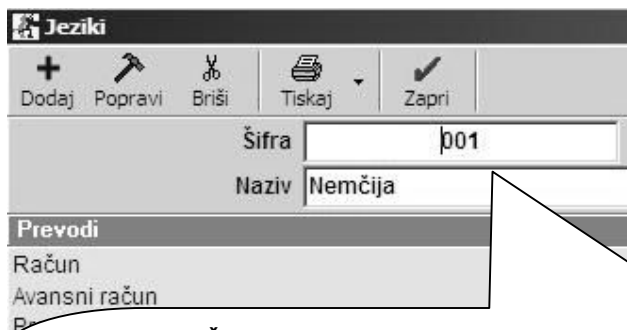 Jeziki
Dodaj Popravi Briši Tiskaj Zapri
Šifra 001
Naziv Nemčija
Prevodi
Račun
Avansni račun